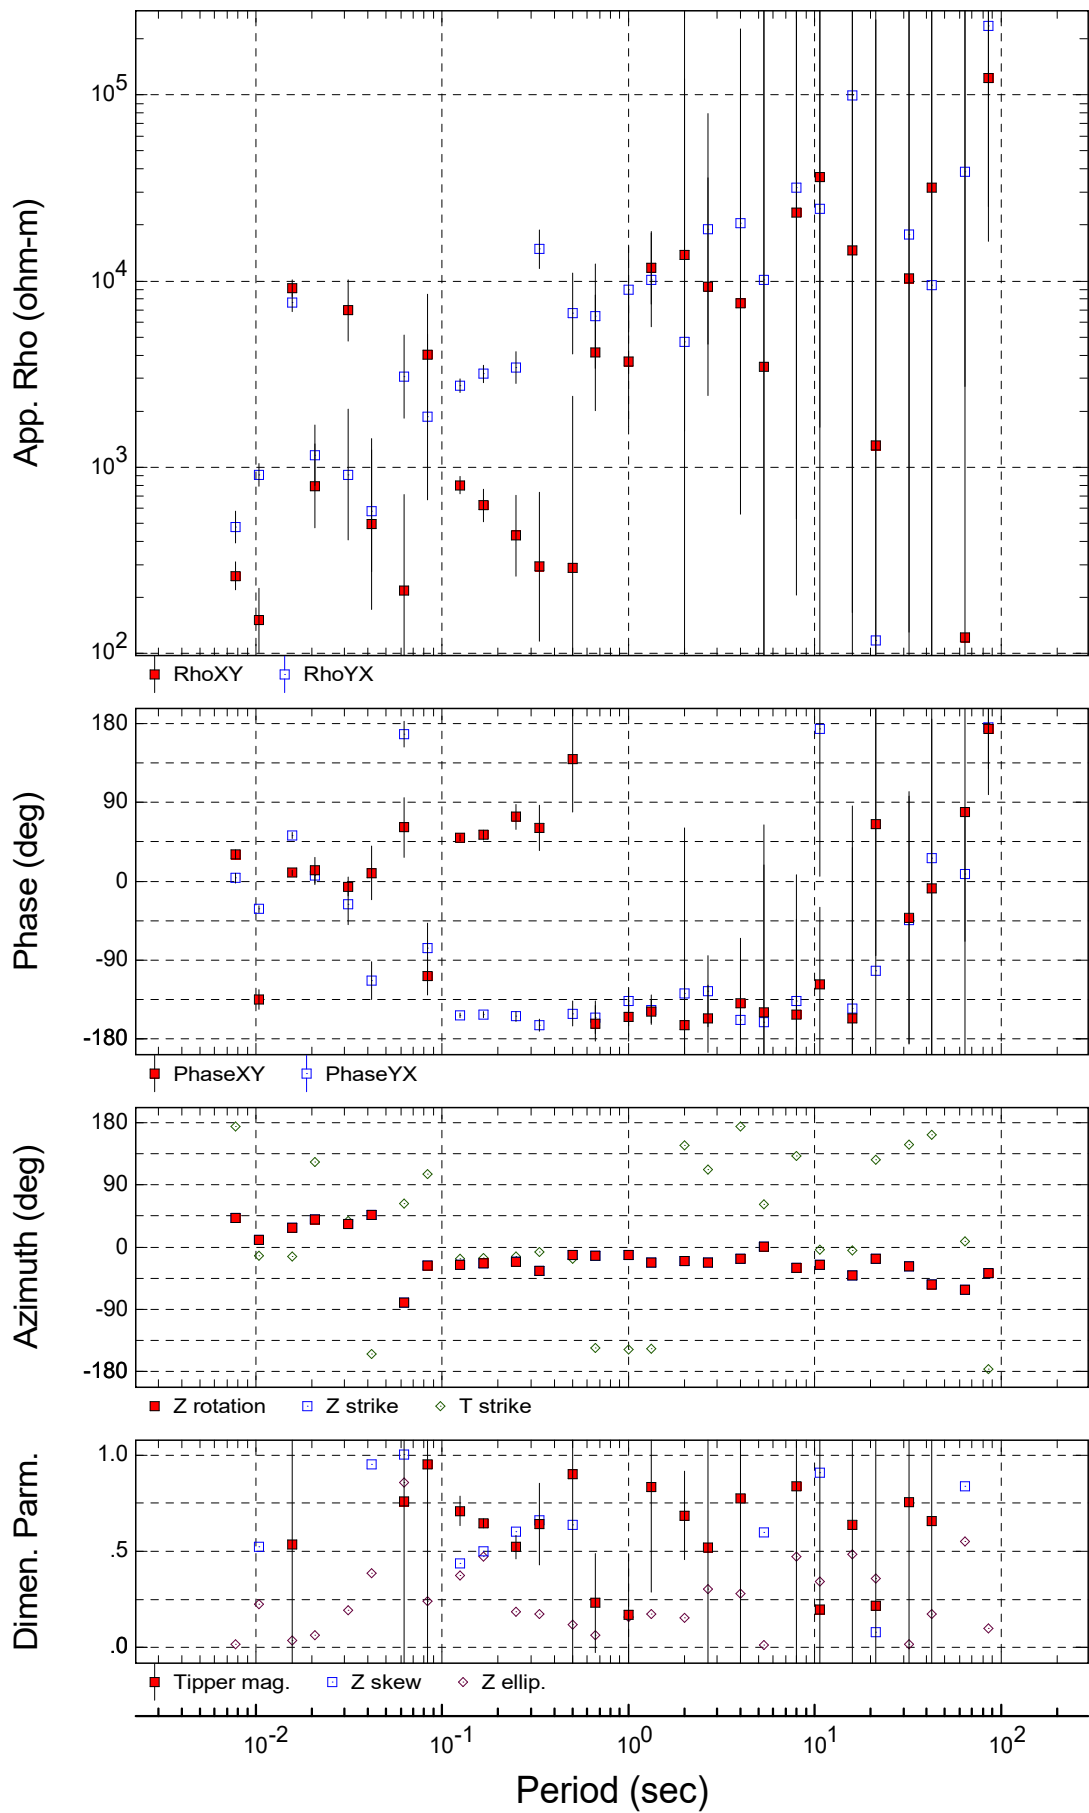 App. Rho (ohm-m)
10^5
10^4
10^3
10^2
RhoXY RhoYX
Phase (deg)
180
90
0
-90
-180
PhaseXY PhaseYX
Azimuth (deg)
180
90
0
-90
-180
Z rotation Z strike T strike
Dimen. Parm.
1.0
.5
.0
Tipper mag. Z skew Z ellip.
10^-2 10^-1 10^0 10^1 10^2
Period (sec)